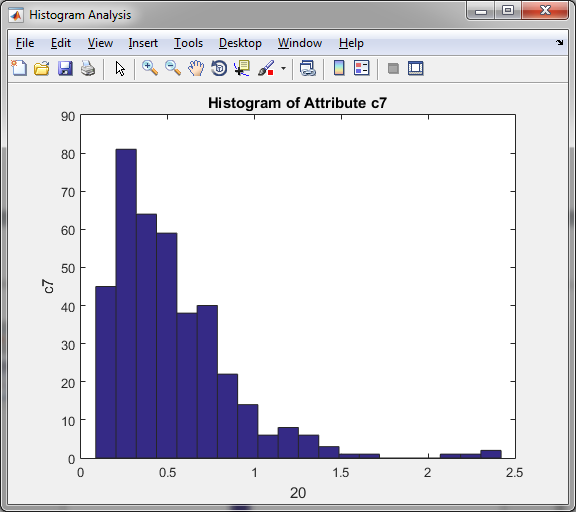 Histogram Analysis
File Edit View Insert Tools Desktop Window Help
Histogram of Attribute c7
90
80
70
60
50
40
30
20
10
0
c7
0 0.5 1 1.5 2 2.5
20